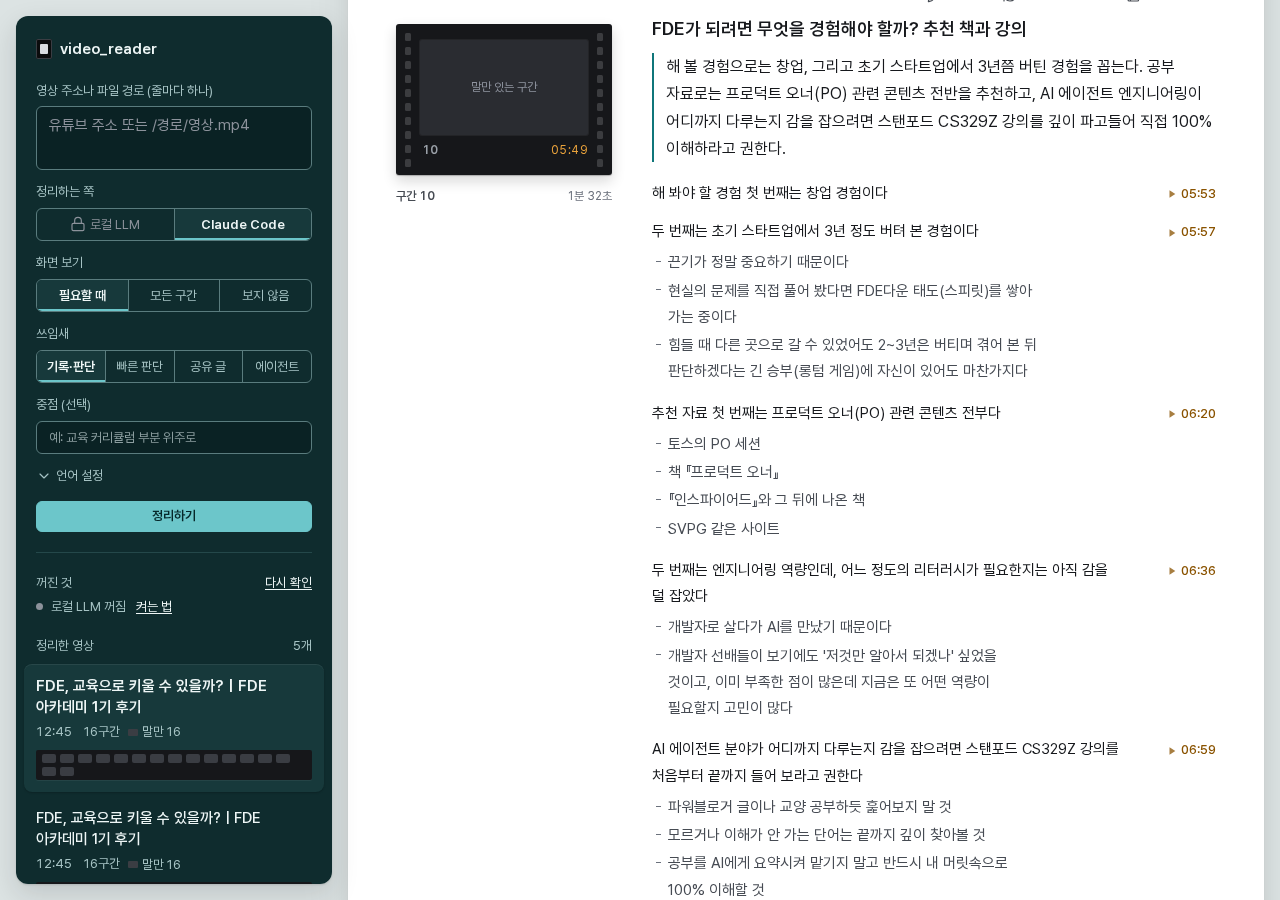 video_reader
영상 주소나 파일 경로 (줄마다 하나)
유튜브 주소 또는 /경로/영상.mp4
정리하는 쪽
로컬 LLM
Claude Code
화면 보기
필요할 때
모든 구간
보지 않음
쓰임새
기록·판단
빠른 판단
공유 글
에이전트
중점 (선택)
예: 교육 커리큘럼 부분 위주로
언어 설정
정리하기
꺼진 것
다시 확인
로컬 LLM 꺼짐 켜는 법
정리한 영상
5개
FDE, 교육으로 키울 수 있을까? | FDE
아카데미 1기 후기
12:45 16구간 말만 16
FDE, 교육으로 키울 수 있을까? | FDE
아카데미 1기 후기
12:45 16구간 말만 16
말만 있는 구간
10 05:49
구간 10 1분 32초
FDE가 되려면 무엇을 경험해야 할까? 추천 책과 강의
해 볼 경험으로는 창업, 그리고 초기 스타트업에서 3년쯤 버틴 경험을 꼽는다. 공부
자료로는 프로덕트 오너(PO) 관련 콘텐츠 전반을 추천하고, AI 에이전트 엔지니어링이
어디까지 다루는지 감을 잡으려면 스탠포드 CS329Z 강의를 깊이 파고들어 직접 100%
이해하라고 권한다.
해 봐야 할 경험 첫 번째는 창업 경험이다 05:53
두 번째는 초기 스타트업에서 3년 정도 버텨 본 경험이다 05:57
- 끈기가 정말 중요하기 때문이다
- 현실의 문제를 직접 풀어 봤다면 FDE다운 태도(스피릿)를 쌓아
가는 중이다
- 힘들 때 다른 곳으로 갈 수 있었어도 2~3년은 버티며 겪어 본 뒤
판단하겠다는 긴 승부(롱텀 게임)에 자신이 있어도 마찬가지다
추천 자료 첫 번째는 프로덕트 오너(PO) 관련 콘텐츠 전부다 06:20
- 토스의 PO 세션
- 책 『프로덕트 오너』
- 『인스파이어드』와 그 뒤에 나온 책
- SVPG 같은 사이트
두 번째는 엔지니어링 역량인데, 어느 정도의 리터러시가 필요한지는 아직 감을 06:36
덜 잡았다
- 개발자로 살다가 AI를 만났기 때문이다
- 개발자 선배들이 보기에도 '저것만 알아서 되겠나' 싶었을
것이고, 이미 부족한 점이 많은데 지금은 또 어떤 역량이
필요할지 고민이 많다
AI 에이전트 분야가 어디까지 다루는지 감을 잡으려면 스탠포드 CS329Z 강의를 06:59
처음부터 끝까지 들어 보라고 권한다
- 파워블로거 글이나 교양 공부하듯 훑어보지 말 것
- 모르거나 이해가 안 가는 단어는 끝까지 깊이 찾아볼 것
- 공부를 AI에게 요약시켜 맡기지 말고 반드시 내 머릿속으로
100% 이해할 것